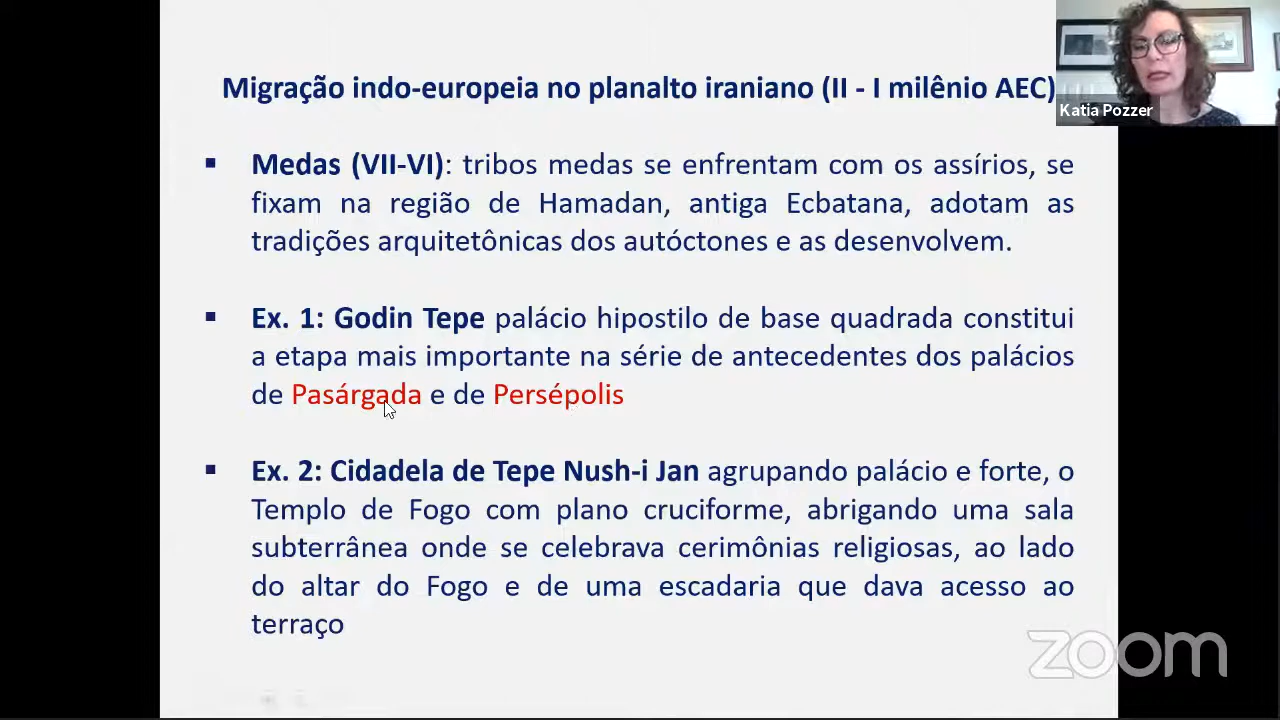 Migração indo-europeia no planalto iraniano (II - I milênio AEC)
Katia Pozzer
▪ Medas (VII-VI): tribos medas se enfrentam com os assírios, se
fixam na região de Hamadan, antiga Ecbatana, adotam as
tradições arquitetônicas dos autóctones e as desenvolvem.
▪ Ex. 1: Godin Tepe palácio hipostilo de base quadrada constitui
a etapa mais importante na série de antecedentes dos palácios
de Pasárgada e de Persépolis
▪ Ex. 2: Cidadela de Tepe Nush-i Jan agrupando palácio e forte, o
Templo de Fogo com plano cruciforme, abrigando uma sala
subterrânea onde se celebrava cerimônias religiosas, ao lado
do altar do Fogo e de uma escadaria que dava acesso ao
terraço
zoom